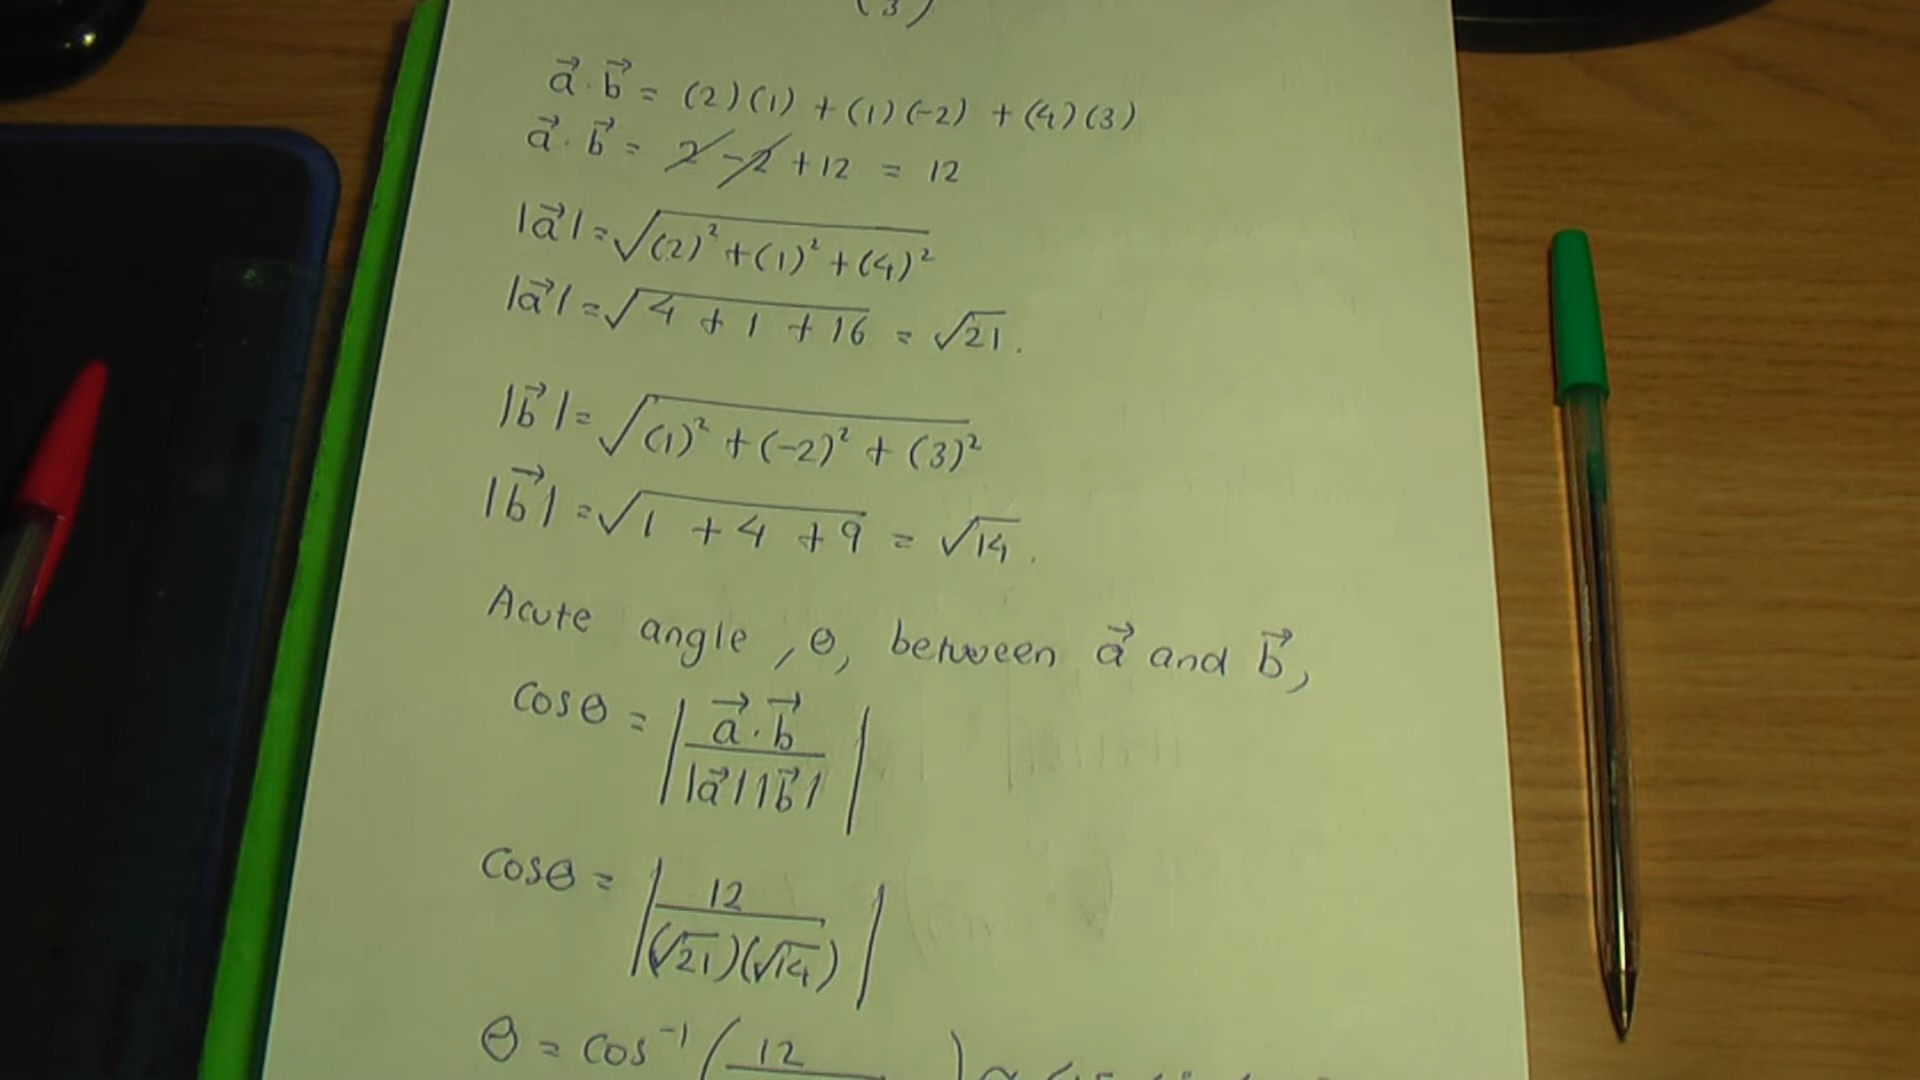 (3)
a⃗ . b⃗ = (2)(1) + (1)(-2) + (4)(3)
a⃗ . b⃗ = 2 - 2 + 12 = 12
|a⃗| = √((2)² + (1)² + (4)²)
|a⃗| = √(4 + 1 + 16) = √21.
|b⃗| = √((1)² + (-2)² + (3)²)
|b⃗| = √(1 + 4 + 9) = √14.
Acute angle, θ, between a⃗ and b⃗,
cosθ = |a⃗ . b⃗ / |a⃗||b⃗||
cosθ = |12 / (√21)(√14)|
θ = cos⁻¹(12